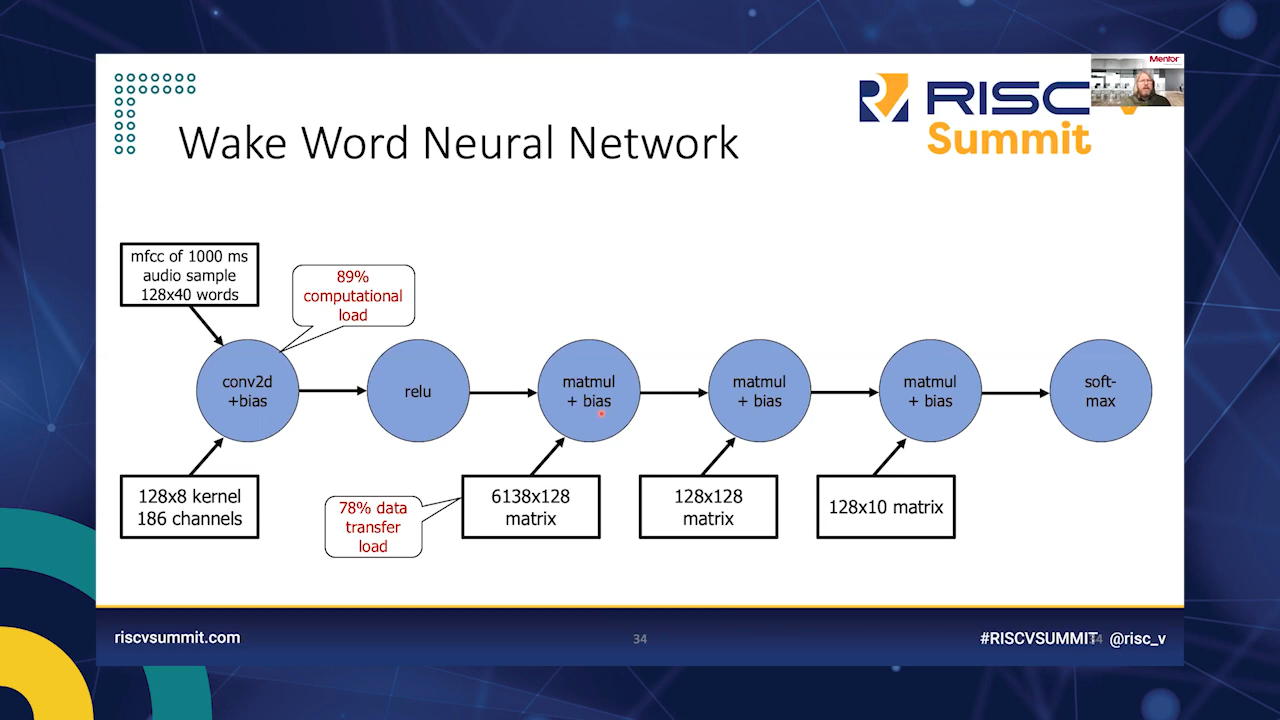 Mentor
RISC
Summit
Wake Word Neural Network
mfcc of 1000 ms
audio sample
128x40 words
89%
computational
load
conv2d
+bias
relu
matmul
+ bias
matmul
+ bias
matmul
+ bias
soft-
max
128x8 kernel
186 channels
78% data
transfer
load
6138x128
matrix
128x128
matrix
128x10 matrix
riscvsummit.com
34
#RISCVSUMMIT
@risc_v